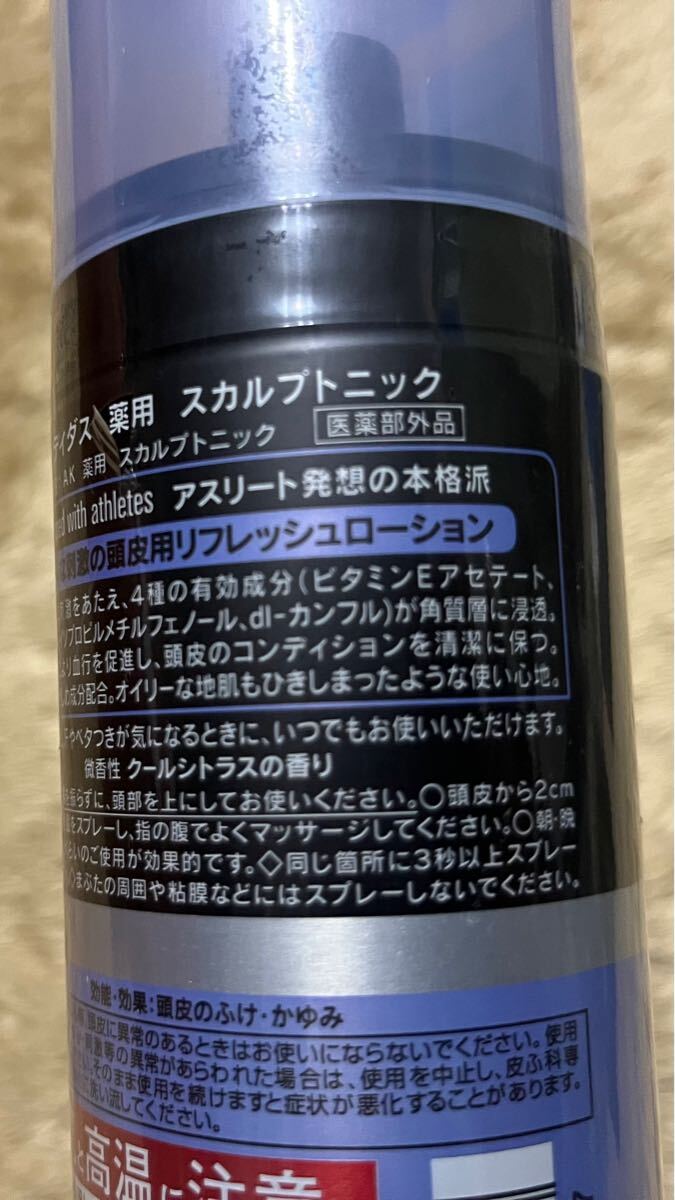 ディダス 薬用 スカルプトニック
AK 薬用 スカルプトニック 医薬部外品
with athletes アスリート発想の本格派
刺激の頭皮用リフレッシュローション
激をあたえ、4種の有効成分(ビタミンEアセテート、
ソプロピルメチルフェノール、dl-カンフル)が角質層に浸透。
より血行を促進し、頭皮のコンディションを清潔に保つ。
成分配合。オイリーな地肌もひきしまったような使い心地。
やベタつきが気になるときに、いつでもお使いいただけます。
微香性 クールシトラスの香り
を振らずに、頭部を上にしてお使いください。○頭皮から2cm
スプレーし、指の腹でよくマッサージしてください。○朝・晩
らいのご使用が効果的です。◇同じ箇所に3秒以上スプレー
まぶたの周囲や粘膜などにはスプレーしないでください。
効能・効果:頭皮のふけ・かゆみ
頭皮に異常のあるときはお使いにならないでください。使用
刺激等の異常があらわれた場合は、使用を中止し、皮ふ科専
そのまま使用を続けますと症状が悪化することがあります。
洗い流してください。
と高温に注意